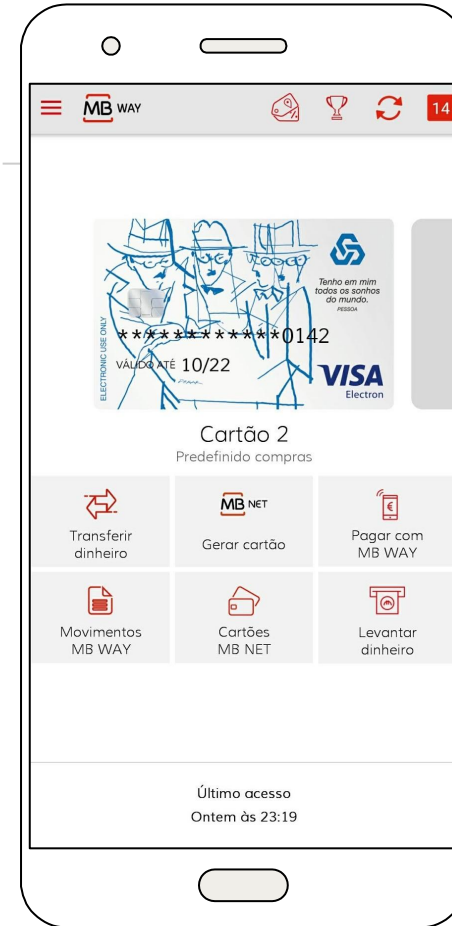 MB WAY
14
Tenho em mim
todos os sonhos
do mundo.
PESSOA
ELECTRONIC USE ONLY
************0142
VÁLIDO ATÉ 10/22
VISA
Electron
Cartão 2
Predefinido compras
Transferir
dinheiro
MB NET
Gerar cartão
Pagar com
MB WAY
Movimentos
MB WAY
Cartões
MB NET
Levantar
dinheiro
Último acesso
Ontem às 23:19